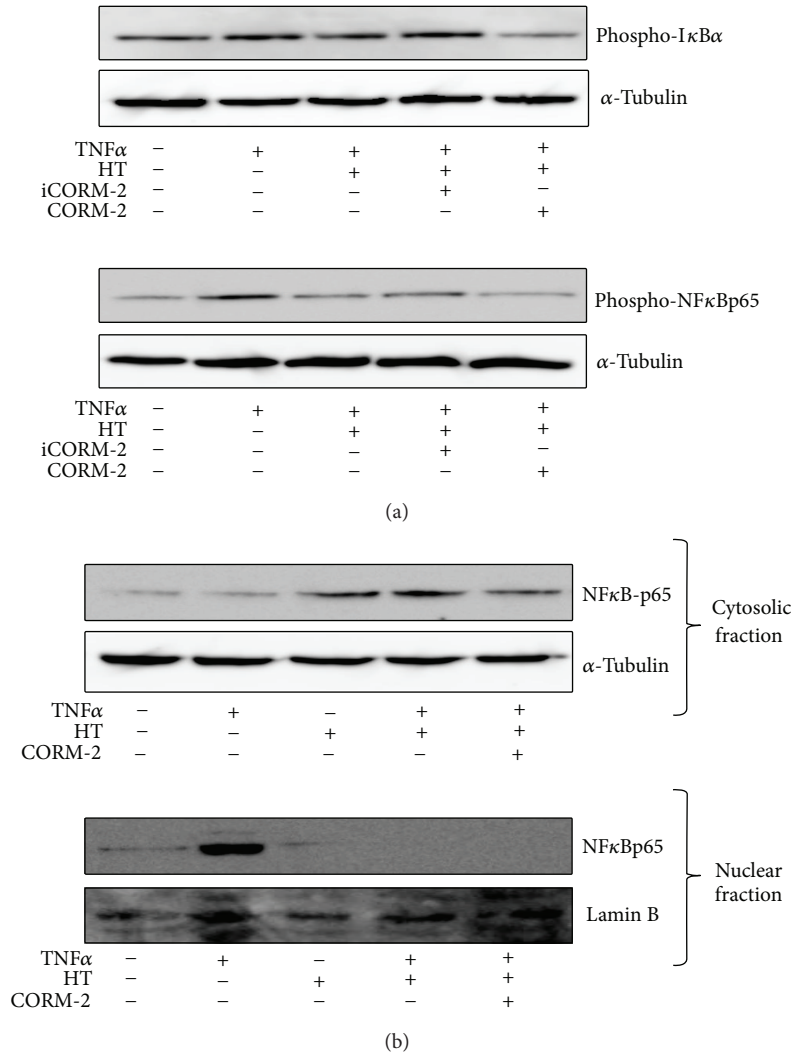 Phospho-IκBα
α-Tubulin
TNFα − + + + +
HT − − + + +
iCORM-2 − − − + −
CORM-2 − − − − +
Phospho-NFκBp65
α-Tubulin
TNFα − + + + +
HT − − + + +
iCORM-2 − − − + −
CORM-2 − − − − +
(a)
NFκB-p65
Cytosolic
fraction
α-Tubulin
TNFα − + − + +
HT − − + + +
CORM-2 − − − − +
NFκBp65
Nuclear
fraction
Lamin B
TNFα − + − + +
HT − − + + +
CORM-2 − − − − +
(b)